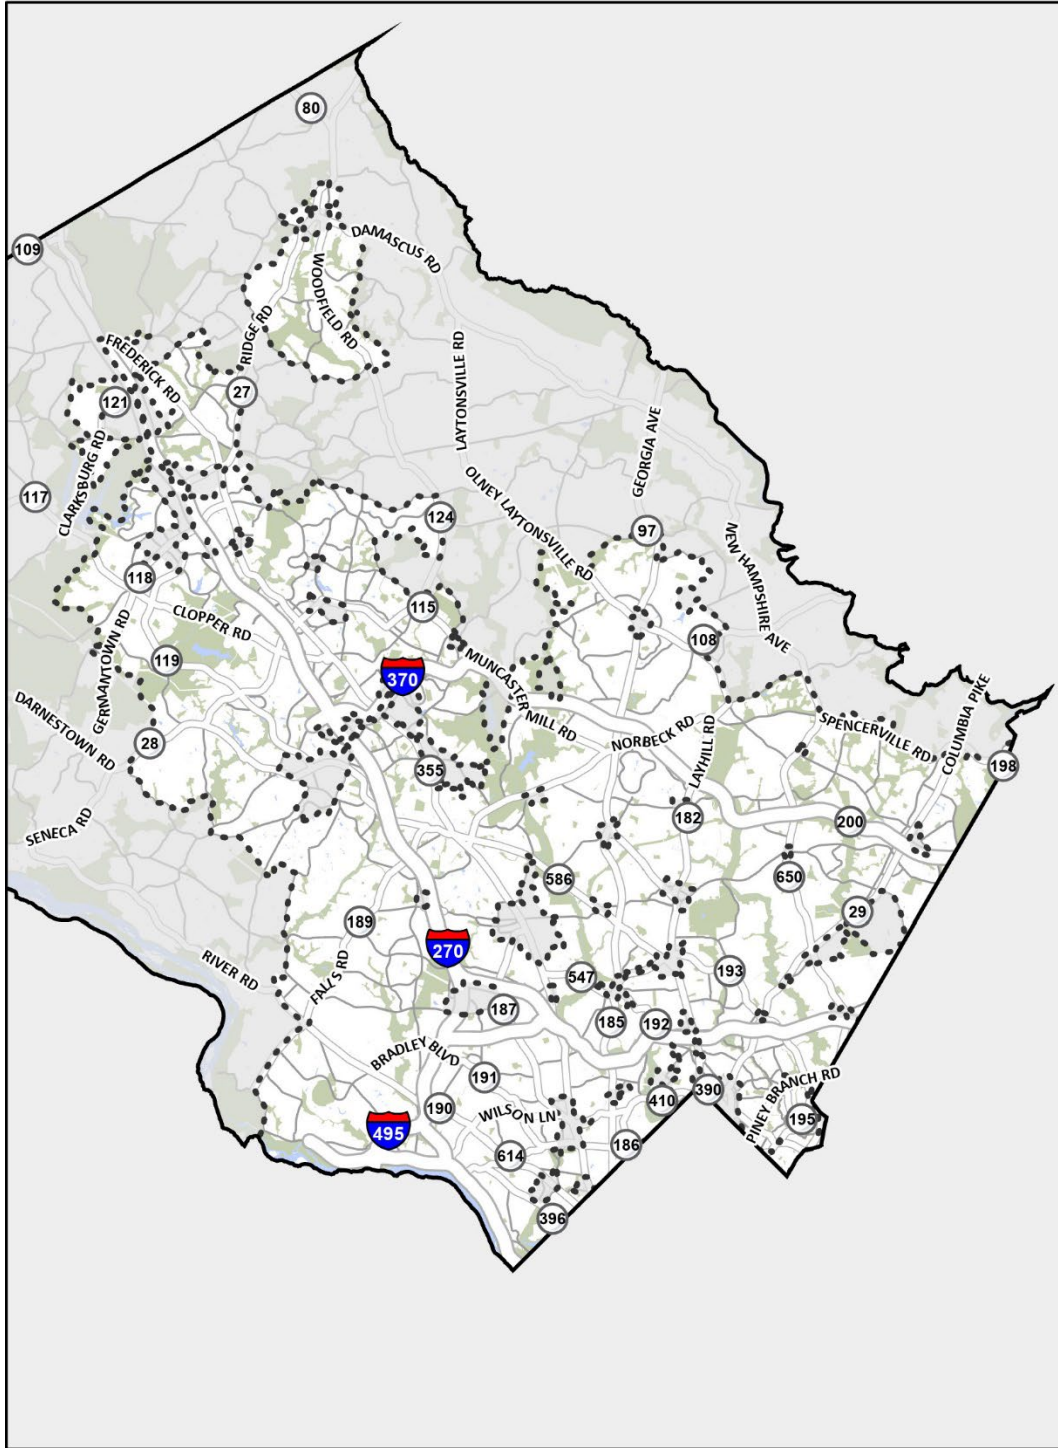 80
DAMASCUS RD
109
WOODFIELD RD
RIDGE RD
FREDERICK RD
LAYTONSVILLE RD
27
121
GEORGIA AVE
CLARKSBURG RD
117
124
OLNEY LAYTONSVILLE RD
97
NEW HAMPSHIRE AVE
118
115
CLOPPER RD
108
GERMANTOWN RD
119
370
MUNCASTER MILL RD
DARNESTOWN RD
28
NORBECK RD
LAYHILL RD
SPENCERVILLE RD
COLUMBIA PIKE
198
355
SENECA RD
182
200
586
650
189
29
270
RIVER RD
FALLS RD
547
193
187
185
192
BRADLEY BLVD
191
190
WILSON LN
410
390
PINEY BRANCH RD
195
495
614
186
396